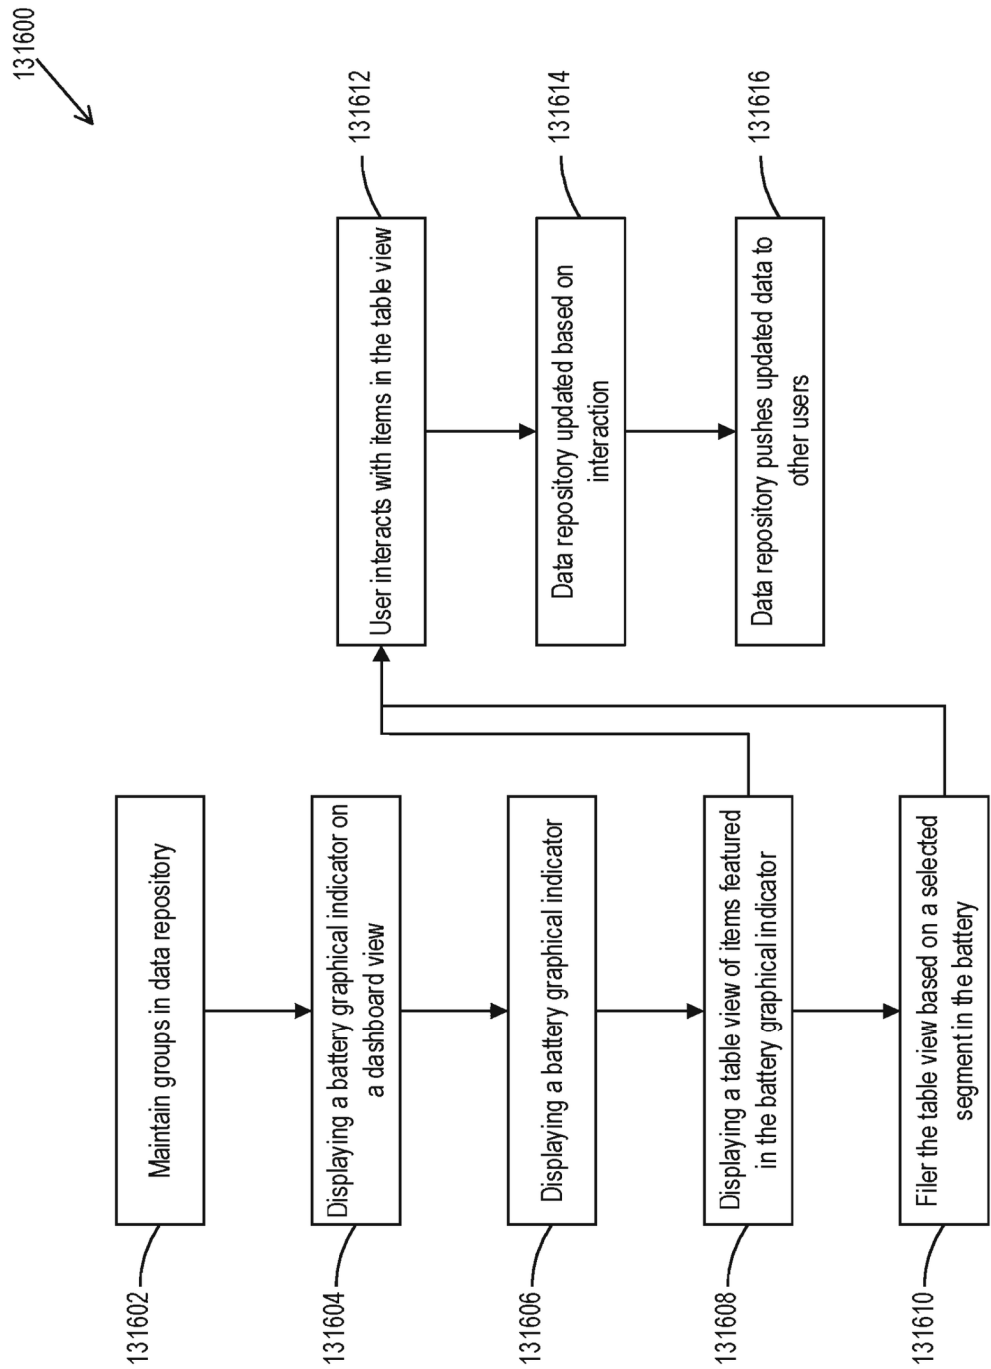 131600
131602
Maintain groups in data repository
131604
Displaying a battery graphical indicator on
a dashboard view
131606
Displaying a battery graphical indicator
131608
Displaying a table view of items featured
in the battery graphical indicator
131610
Filer the table view based on a selected
segment in the battery
131612
User interacts with items in the table view
131614
Data repository updated based on
interaction
131616
Data repository pushes updated data to
other users